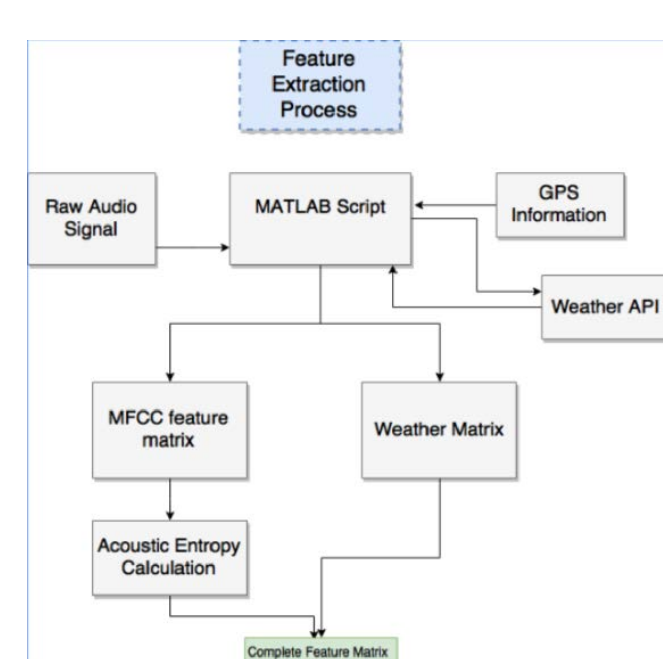 Feature
Extraction
Process
Raw Audio
Signal
MATLAB Script
GPS
Information
Weather API
MFCC feature
matrix
Weather Matrix
Acoustic Entropy
Calculation
Complete Feature Matrix